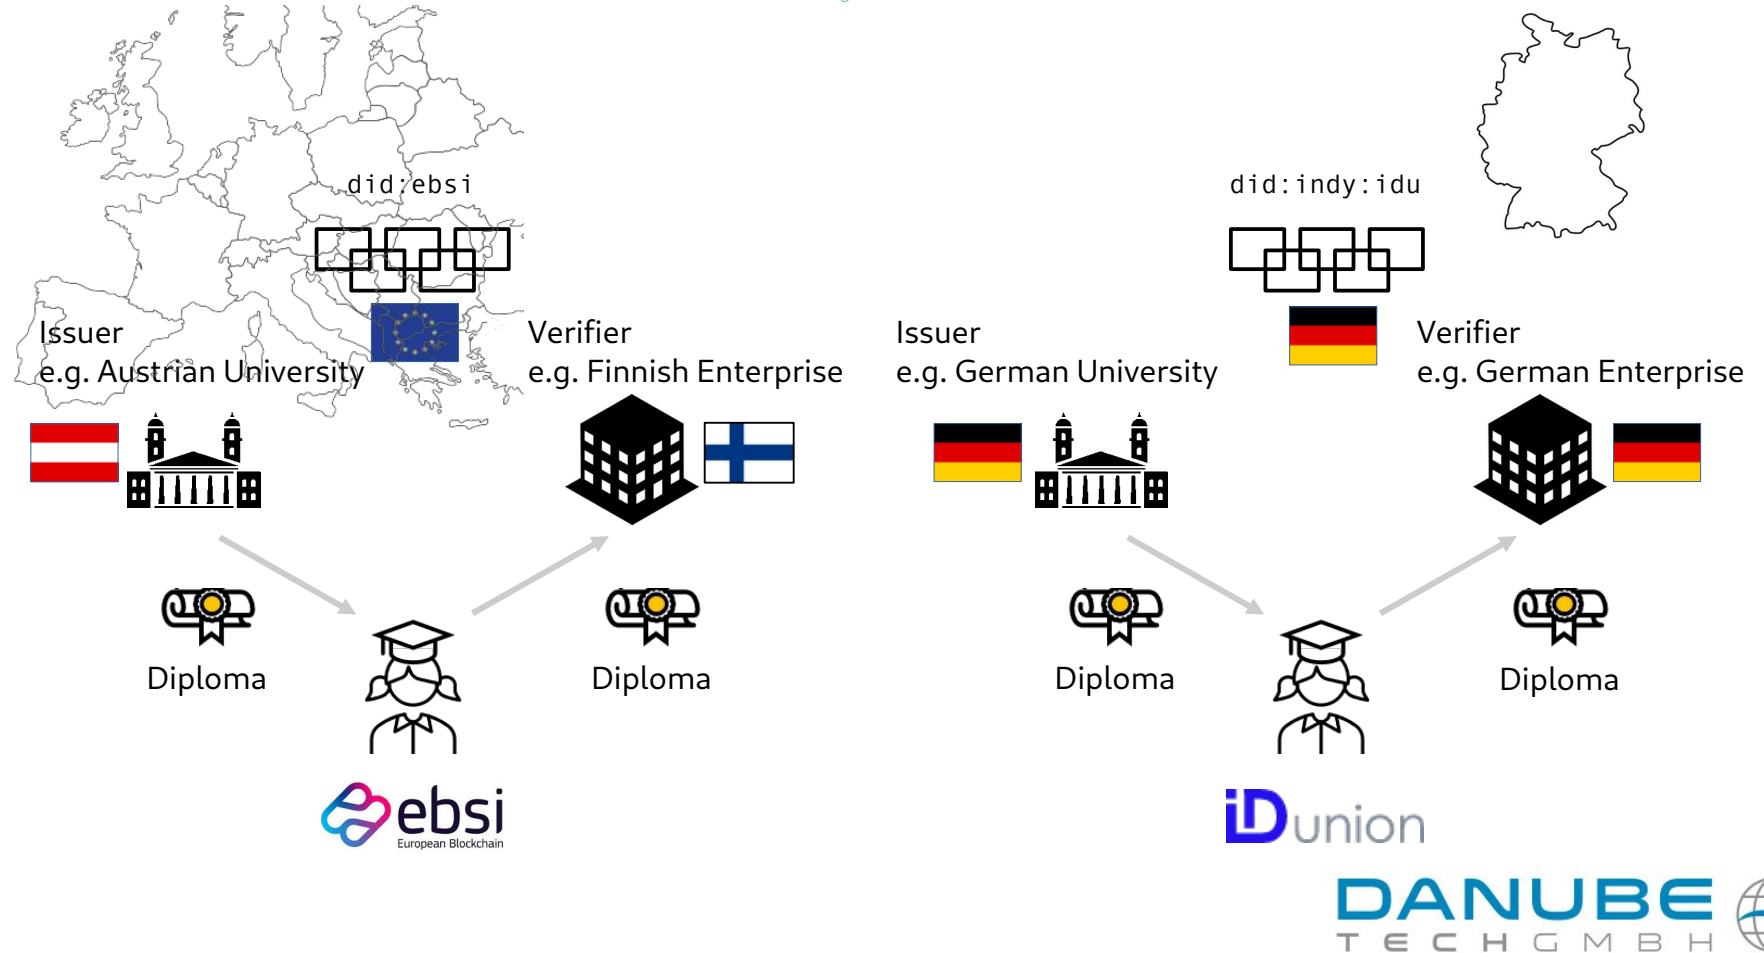 did:ebsi
Issuer
e.g. Austrian University
Verifier
e.g. Finnish Enterprise
Diploma
Diploma
ebsi
European Blockchain
did:indy:idu
Issuer
e.g. German University
Verifier
e.g. German Enterprise
Diploma
Diploma
iDunion
DANUBE
TECH GMBH